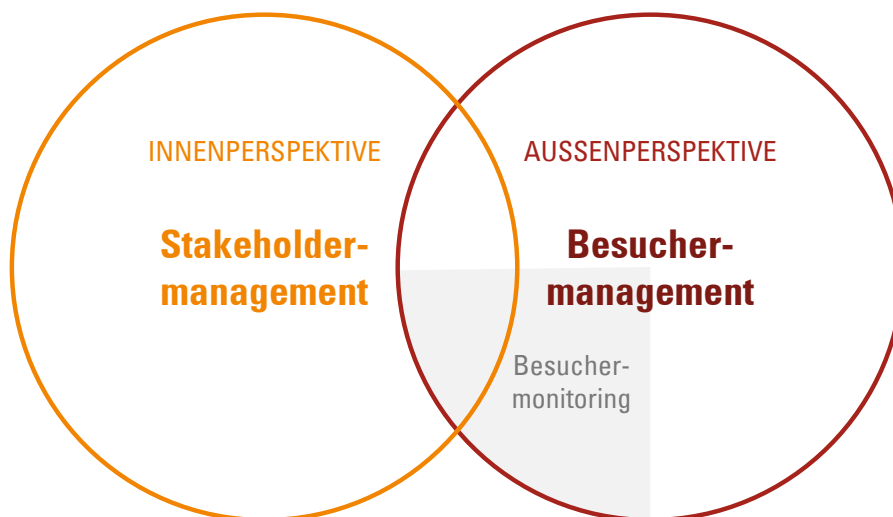 INNENPERSPEKTIVE
Stakeholder-
management
AUSSENPERSPEKTIVE
Besucher-
management
Besucher-
monitoring